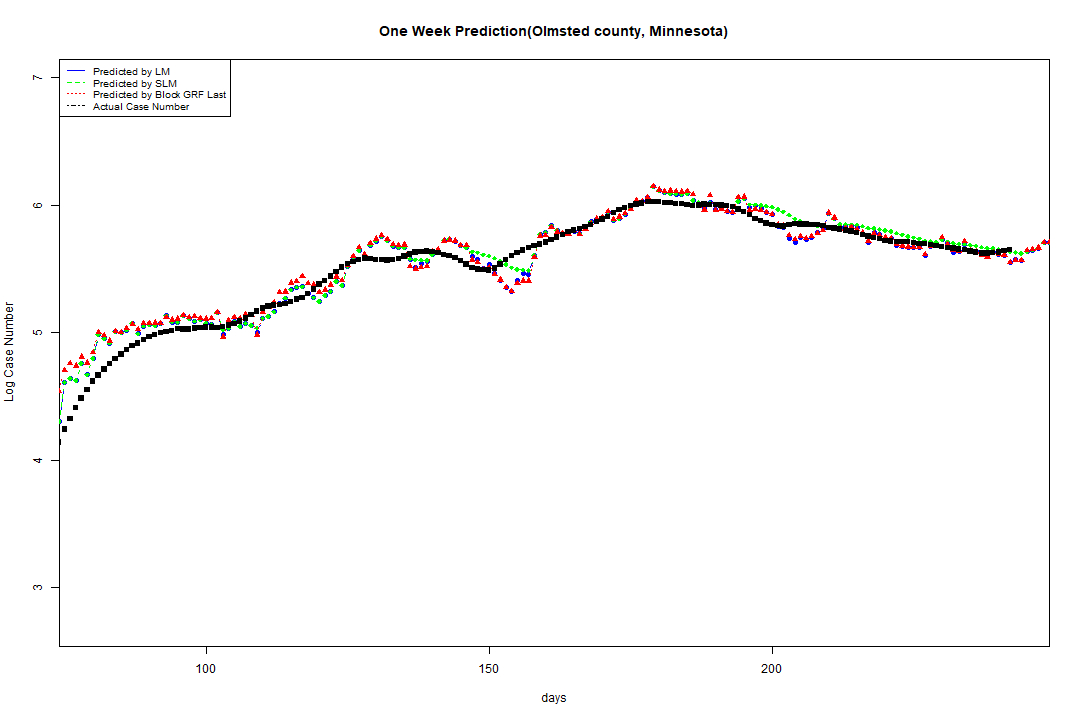 One Week Prediction(Olmsted county, Minnesota)
Predicted by LM
Predicted by SLM
Predicted by Block GRF Last
Actual Case Number
7
6
5
4
3
Log Case Number
100 150 200
days